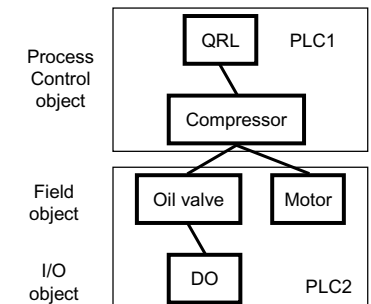 QRL
PLC1
Process
Control
object
Compressor
Field
object
Oil valve
Motor
I/O
object
DO
PLC2